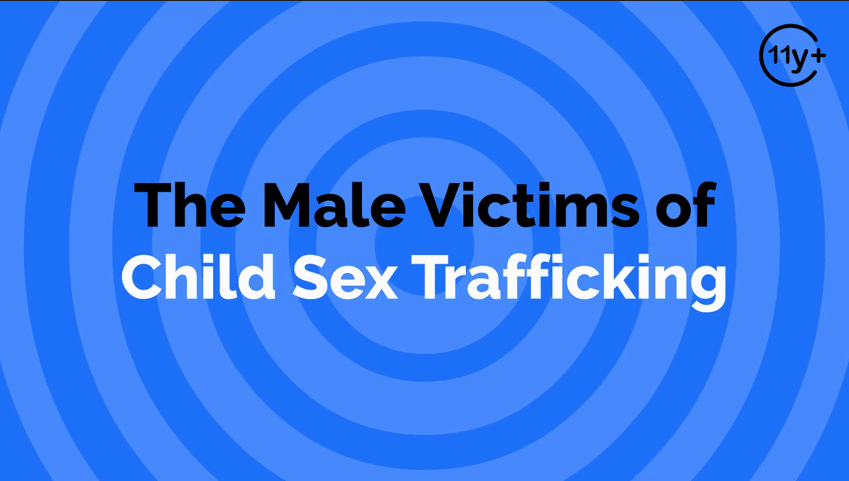 11y+
The Male Victims of
Child Sex Trafficking